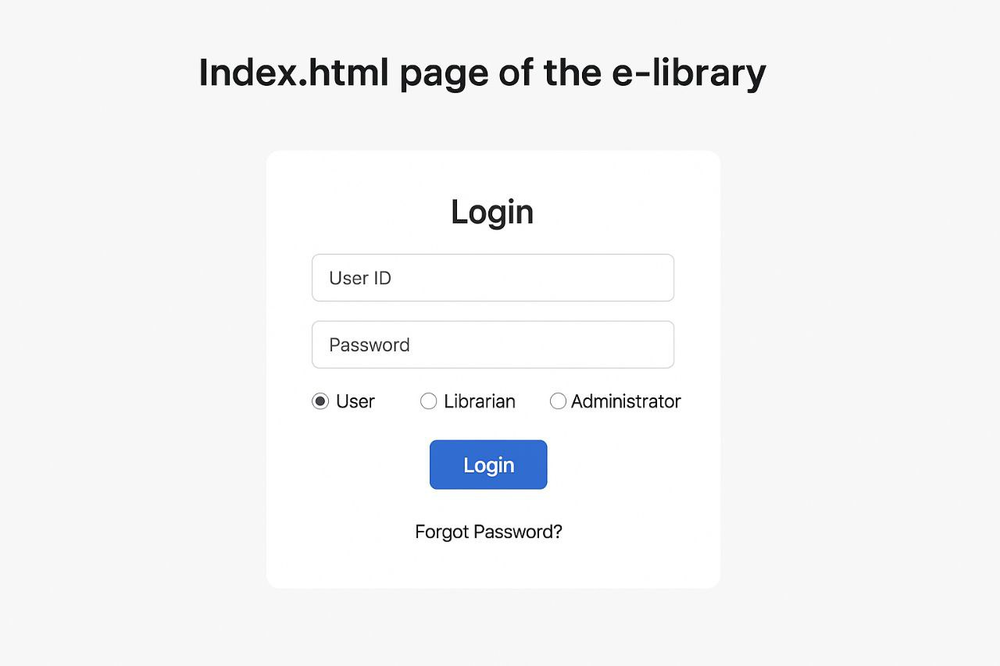 Index.html page of the e-library
Login
User ID
Password
User Librarian Administrator
Login
Forgot Password?